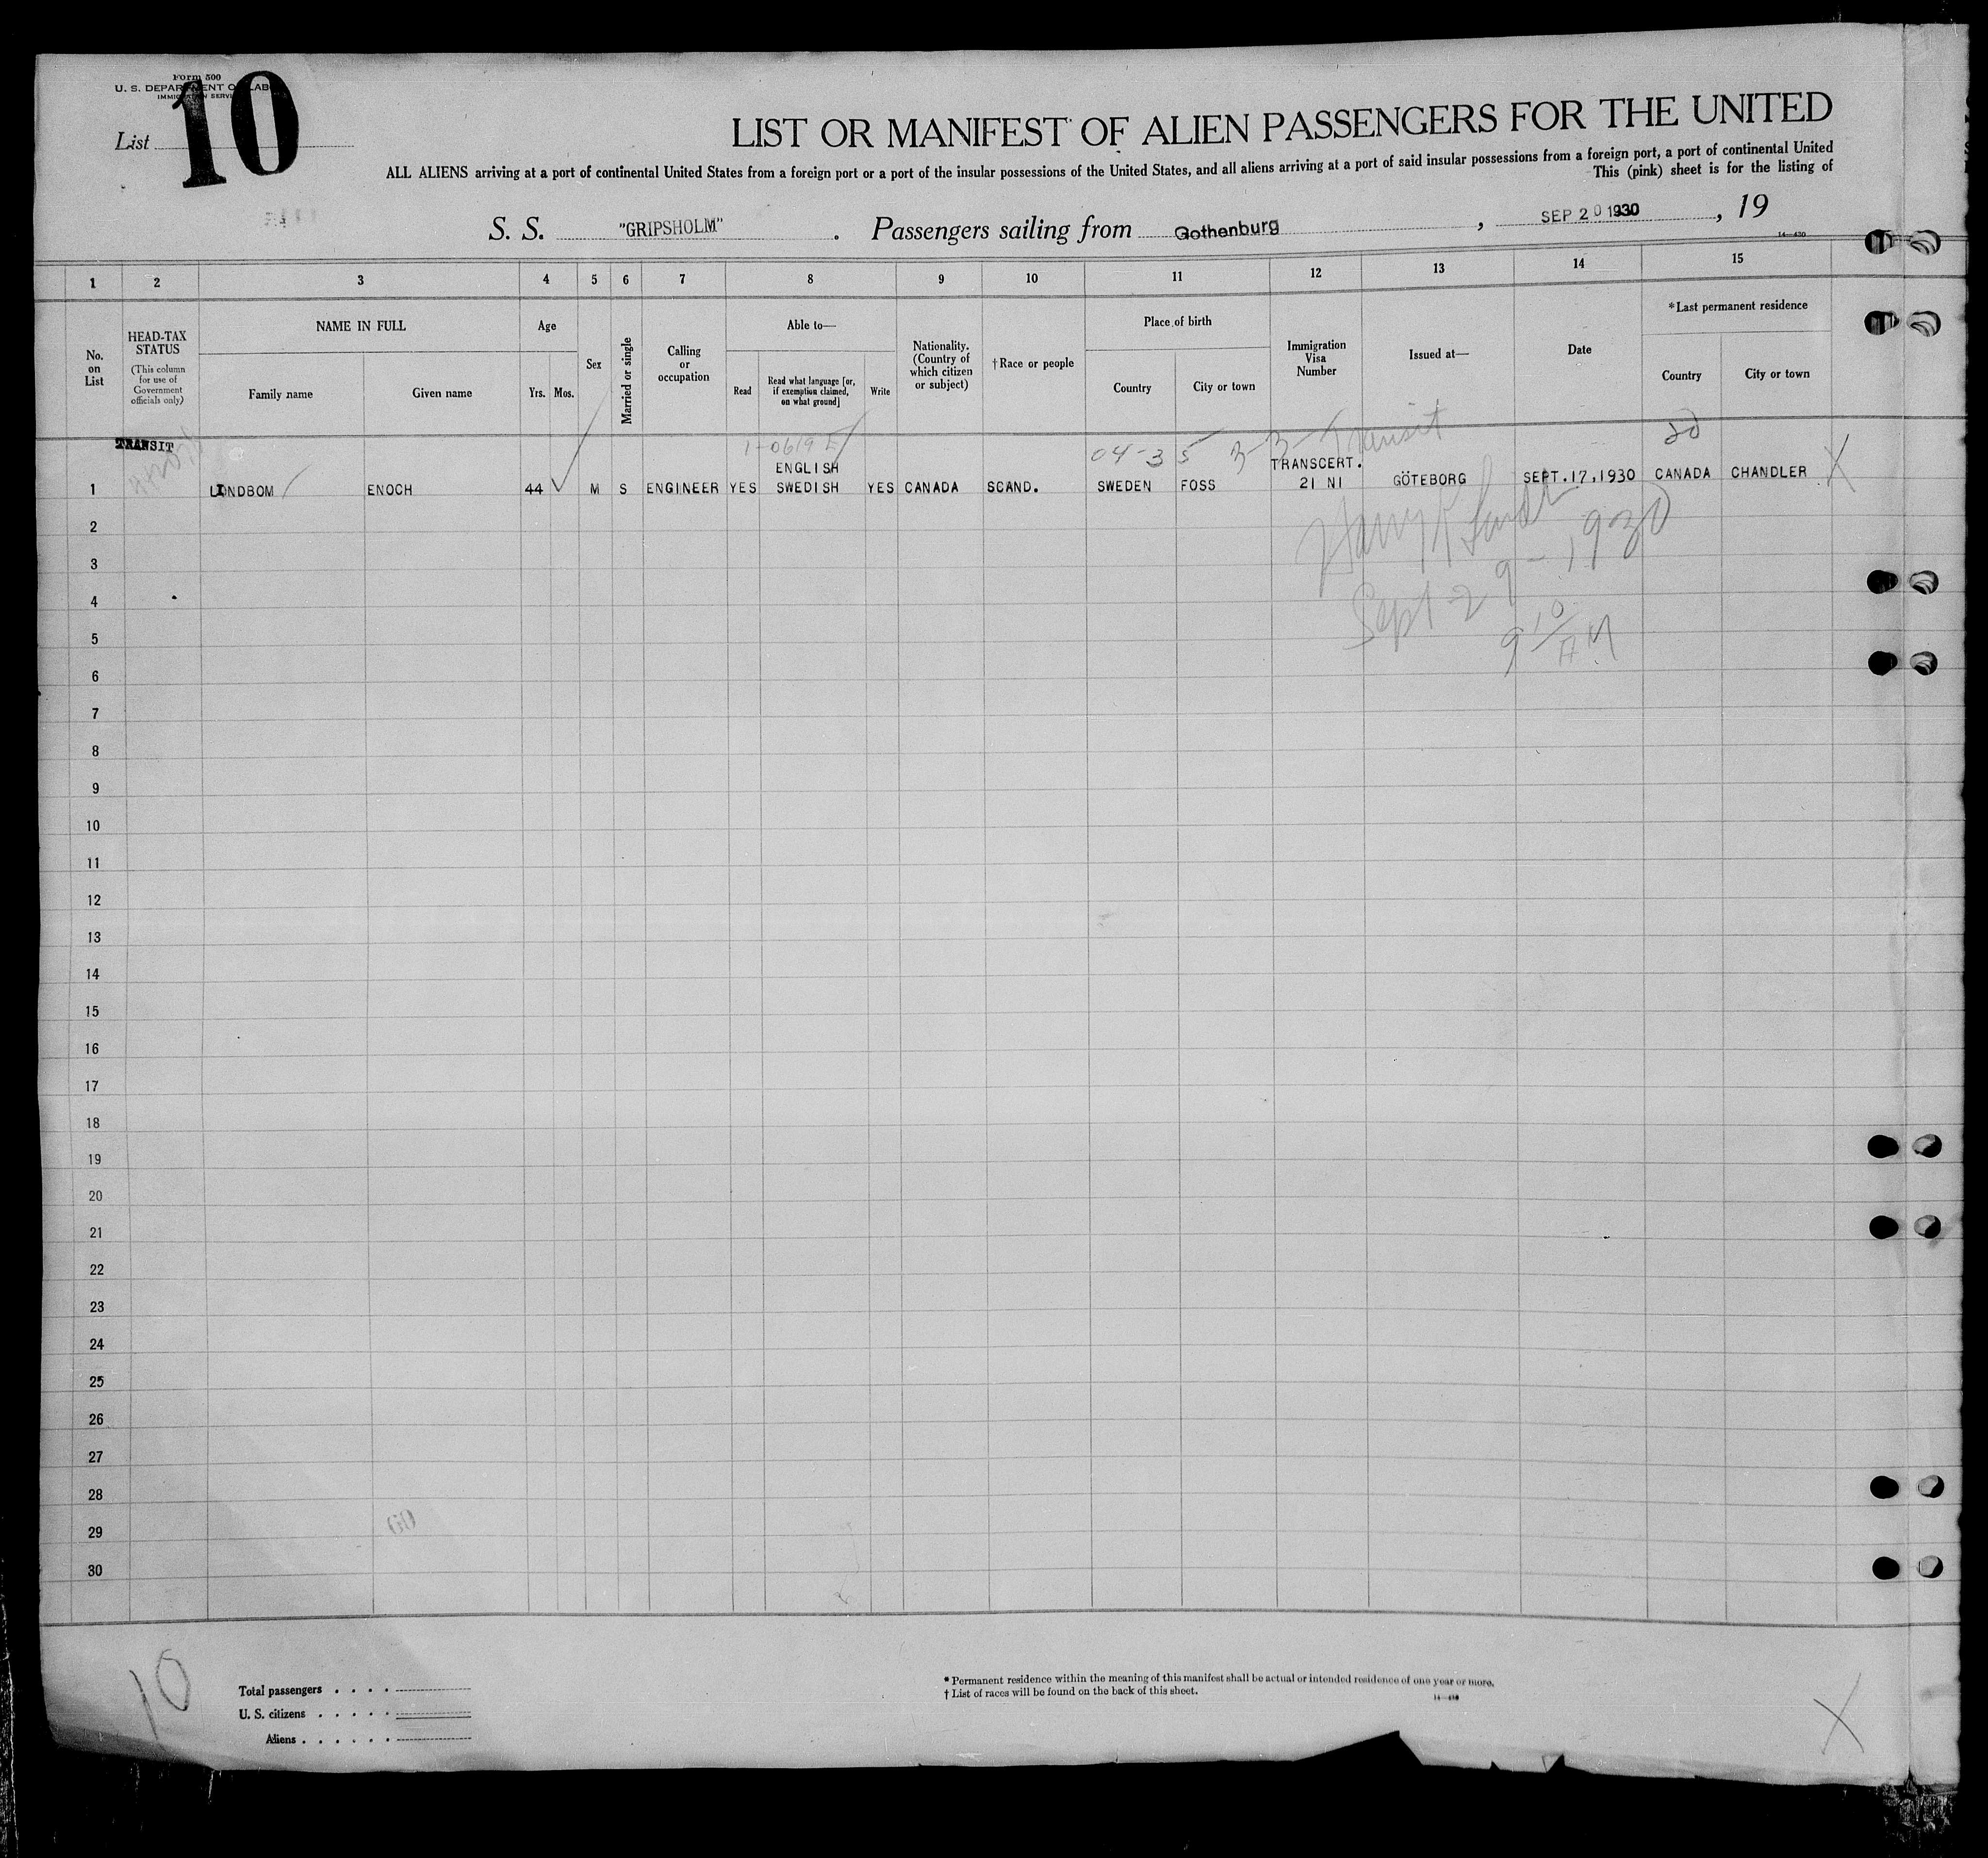 Form 500
U. S. DEPARTMENT OF LABOR
IMMIGRATION SERVICE
List 10
LIST OR MANIFEST OF ALIEN PASSENGERS FOR THE UNITED
ALL ALIENS arriving at a port of continental United States from a foreign port or a port of the insular possessions of the United States, and all aliens arriving at a port of said insular possessions from a foreign port, a port of continental United
This (pink) sheet is for the listing of
S. S. "GRIPSHOLM" . Passengers sailing from Gothenburg , SEP 20 1930 , 19
14—430
1 2 3 4 5 6 7 8 9 10 11 12 13 14 15
No. on List
HEAD-TAX STATUS
(This column for use of Government officials only)
NAME IN FULL
Family name Given name
Age
Yrs. Mos.
Sex
Married or single
Calling or occupation
Able to—
Read
Read what language [or, if exemption claimed, on what ground]
Write
Nationality. (Country of which citizen or subject)
†Race or people
Place of birth
Country City or town
Immigration Visa Number
Issued at—
Date
*Last permanent residence
Country City or town
TRANSIT
04-3 5 3-3-Transit
ENGLISH TRANSCERT.
1 LINDBOM ENOCH 44 M S ENGINEER YES SWEDISH YES CANADA SCAND. SWEDEN FOSS 21 NI GÖTEBORG SEPT.17,1930 CANADA CHANDLER X
2
3
4
5
6
7
8
9
10
11
12
13
14
15
16
17
18
19
20
21
22
23
24
25
26
27
28
29
30
Sept 29-1930
9 10 AM
10
Total passengers . . . .
U. S. citizens . . . . .
Aliens . . . . . .
* Permanent residence within the meaning of this manifest shall be actual or intended residence of one year or more.
† List of races will be found on the back of this sheet.
X